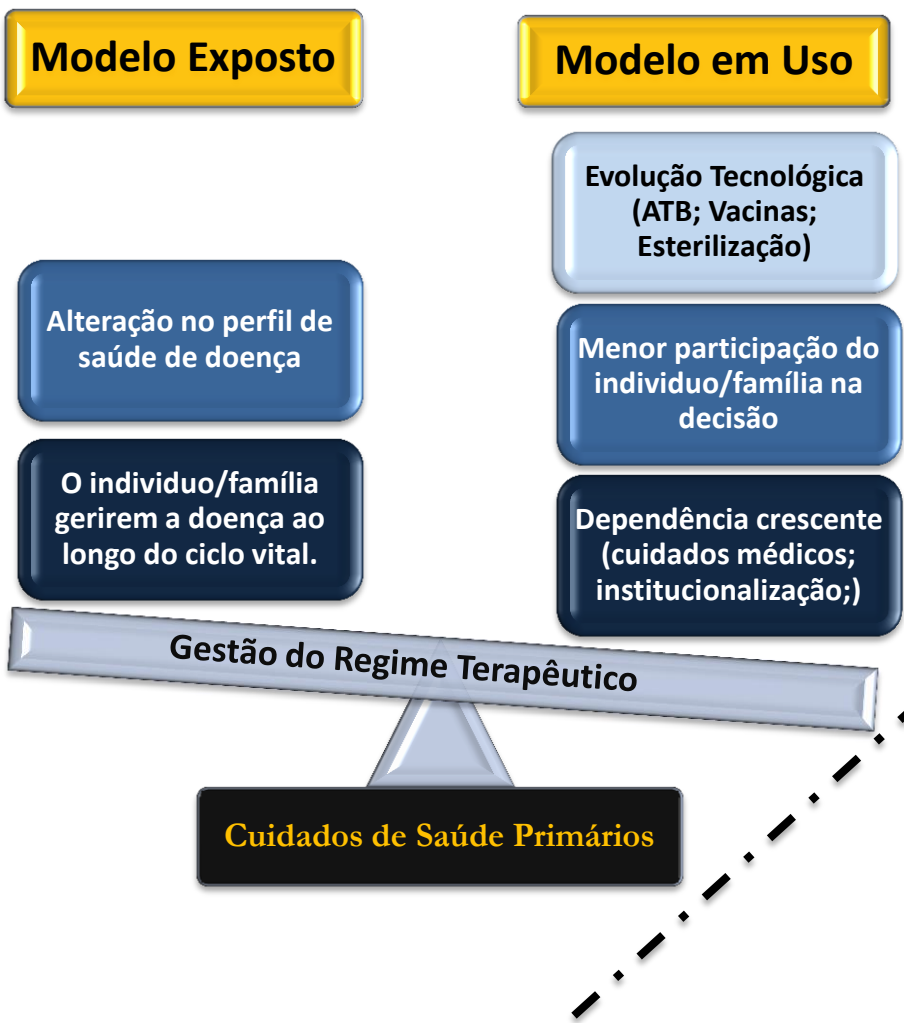 Modelo Exposto
Modelo em Uso
Evolução Tecnológica
(ATB; Vacinas;
Esterilização)
Alteração no perfil de
saúde de doença
Menor participação do
individuo/família na
decisão
O individuo/família
gerirem a doença ao
longo do ciclo vital.
Dependência crescente
(cuidados médicos;
institucionalização;)
Gestão do Regime Terapêutico
Cuidados de Saúde Primários